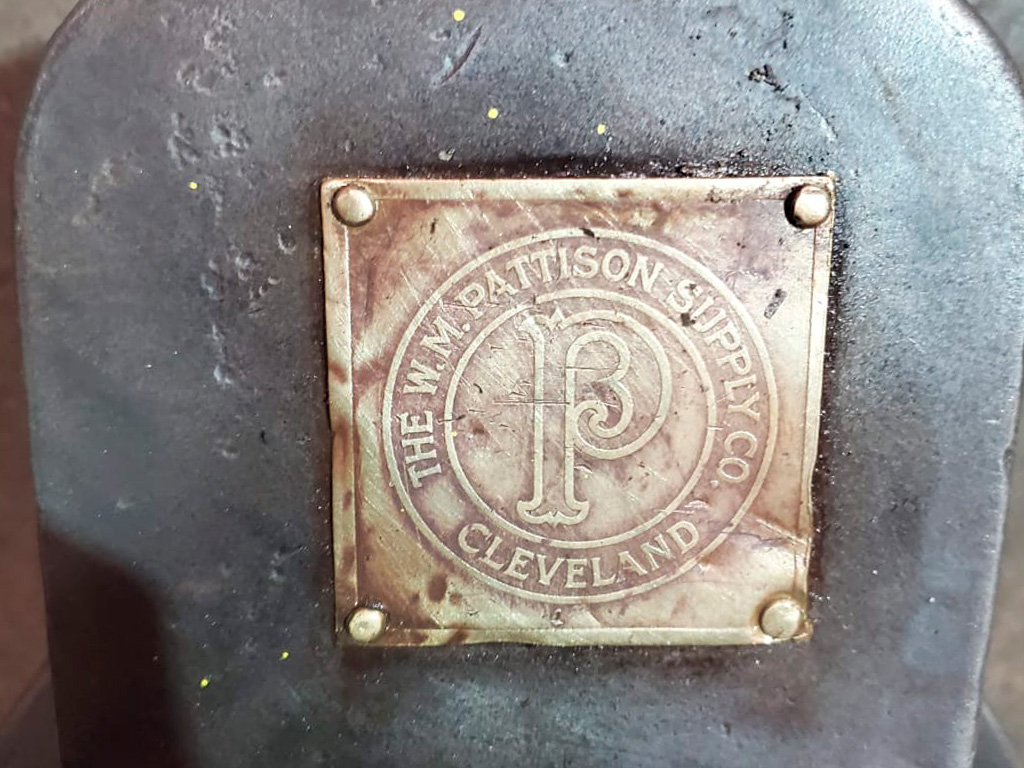 THE W.M. PATTISON SUPPLY CO.
P
CLEVELAND